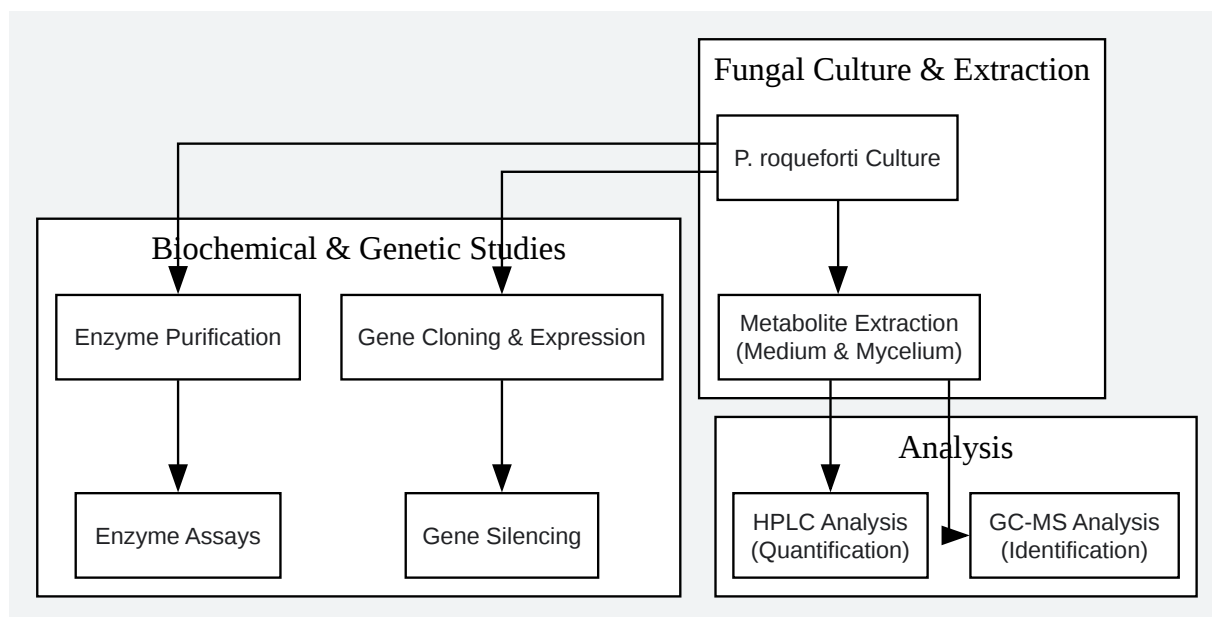 Fungal Culture & Extraction
P. roqueforti Culture
Biochemical & Genetic Studies
Enzyme Purification
Gene Cloning & Expression
Metabolite Extraction
(Medium & Mycelium)
Analysis
Enzyme Assays
Gene Silencing
HPLC Analysis
(Quantification)
GC-MS Analysis
(Identification)